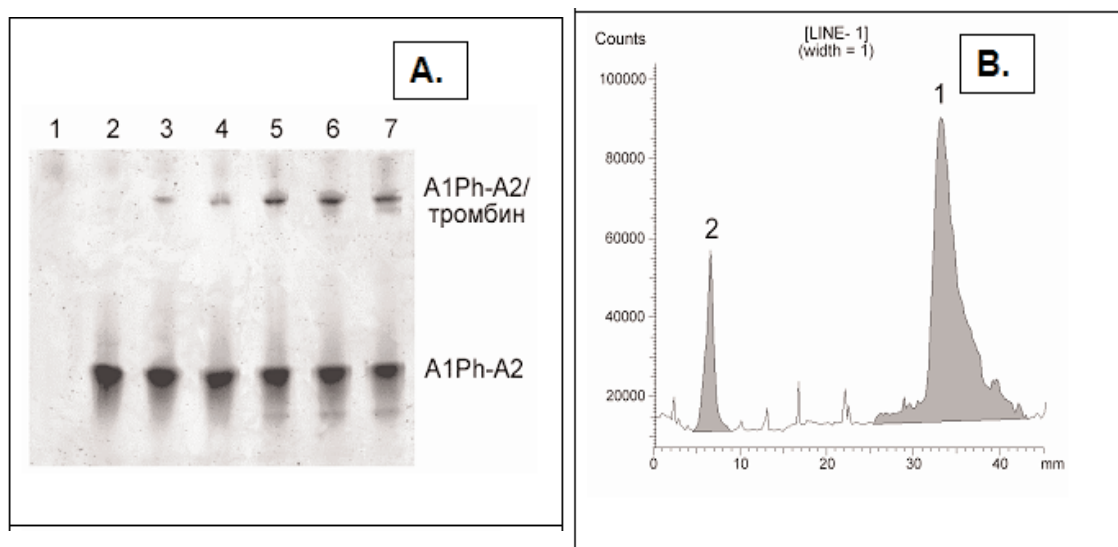 A.
1 2 3 4 5 6 7
A1Ph-A2/
тромбин
A1Ph-A2
[LINE- 1]
(width = 1)
Counts
B.
100000
80000
60000
40000
20000
1
2
0 10 20 30 40 mm